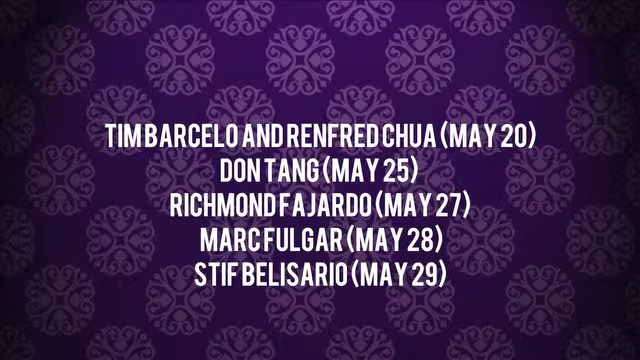 TIM BARCELO AND RENFRED CHUA (MAY 20)
DON TANG (MAY 25)
RICHMOND FAJARDO (MAY 27)
MARC FULGAR (MAY 28)
STIF BELISARIO (MAY 29)